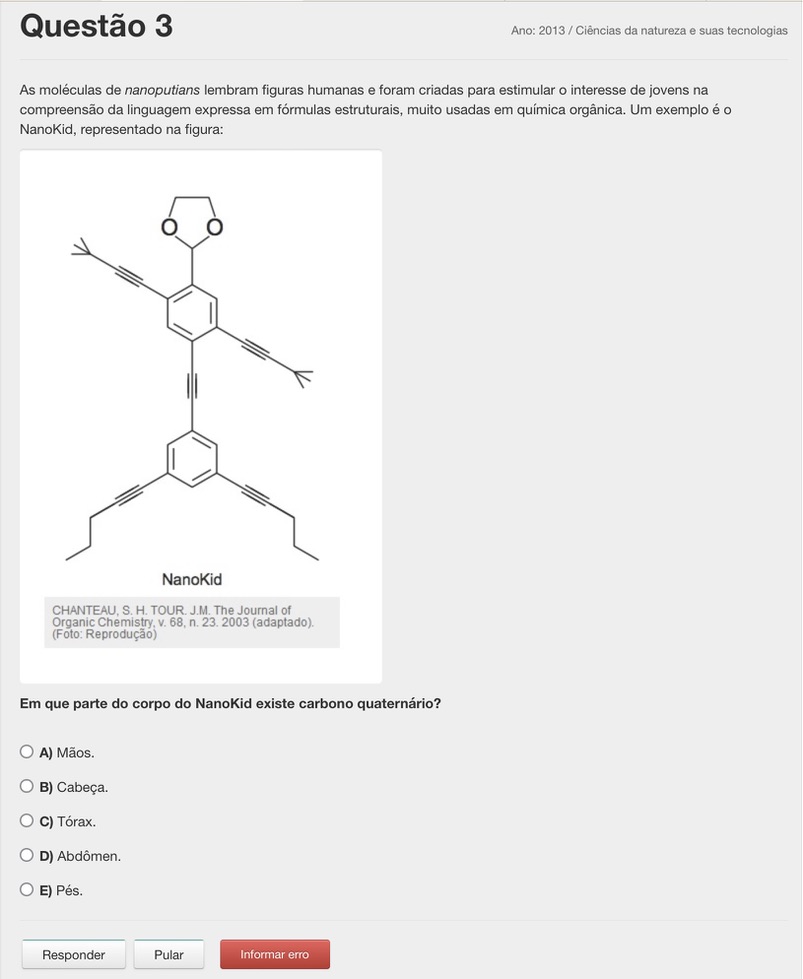 Questão 3
Ano: 2013 / Ciências da natureza e suas tecnologias
As moléculas de nanoputians lembram figuras humanas e foram criadas para estimular o interesse de jovens na
compreensão da linguagem expressa em fórmulas estruturais, muito usadas em química orgânica. Um exemplo é o
NanoKid, representado na figura:
O O
NanoKid
CHANTEAU, S. H. TOUR. J.M. The Journal of
Organic Chemistry, v. 68, n. 23. 2003 (adaptado).
(Foto: Reprodução)
Em que parte do corpo do NanoKid existe carbono quaternário?
A) Mãos.
B) Cabeça.
C) Tórax.
D) Abdômen.
E) Pés.
Responder Pular Informar erro